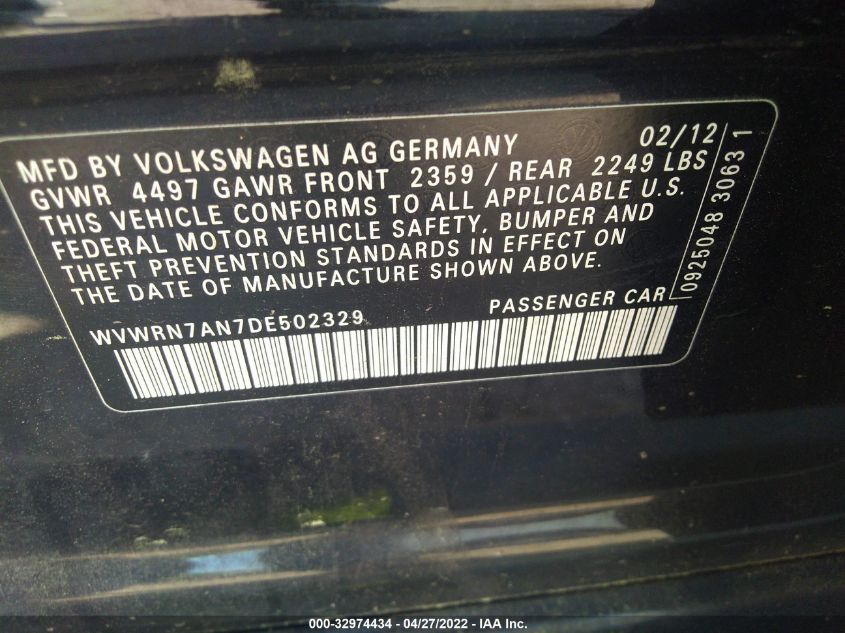 MFD BY VOLKSWAGEN AG GERMANY 02/12
GVWR 4497 GAWR FRONT 2359 / REAR 2249 LBS
THIS VEHICLE CONFORMS TO ALL APPLICABLE U.S.
FEDERAL MOTOR VEHICLE SAFETY, BUMPER AND
THEFT PREVENTION STANDARDS IN EFFECT ON
THE DATE OF MANUFACTURE SHOWN ABOVE.
WVWRN7AN7DE502329 PASSENGER CAR
0925048 30631
000-32974434 - 04/27/2022 - IAA Inc.